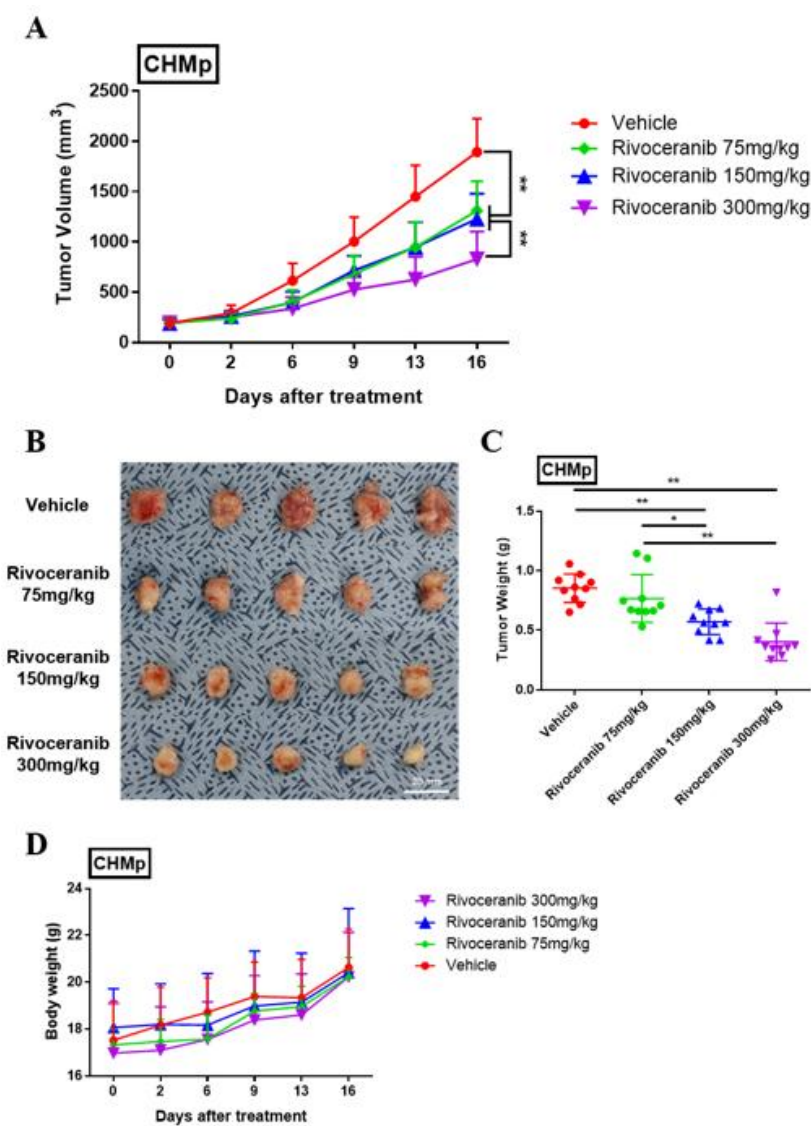 A
CHMp
Tumor Volume (mm³)
2500
2000
1500
1000
500
0
0 2 6 9 13 16
Days after treatment
Vehicle
Rivoceranib 75mg/kg
Rivoceranib 150mg/kg
Rivoceranib 300mg/kg
**
**
B
Vehicle
Rivoceranib
75mg/kg
Rivoceranib
150mg/kg
Rivoceranib
300mg/kg
C
CHMp
**
**
*
**
Tumor Weight (g)
1.5
1.0
0.5
0.0
Vehicle
Rivoceranib 75mg/kg
Rivoceranib 150mg/kg
Rivoceranib 300mg/kg
D
CHMp
Body weight (g)
24
22
20
18
16
0 2 6 9 13 16
Days after treatment
Rivoceranib 300mg/kg
Rivoceranib 150mg/kg
Rivoceranib 75mg/kg
Vehicle